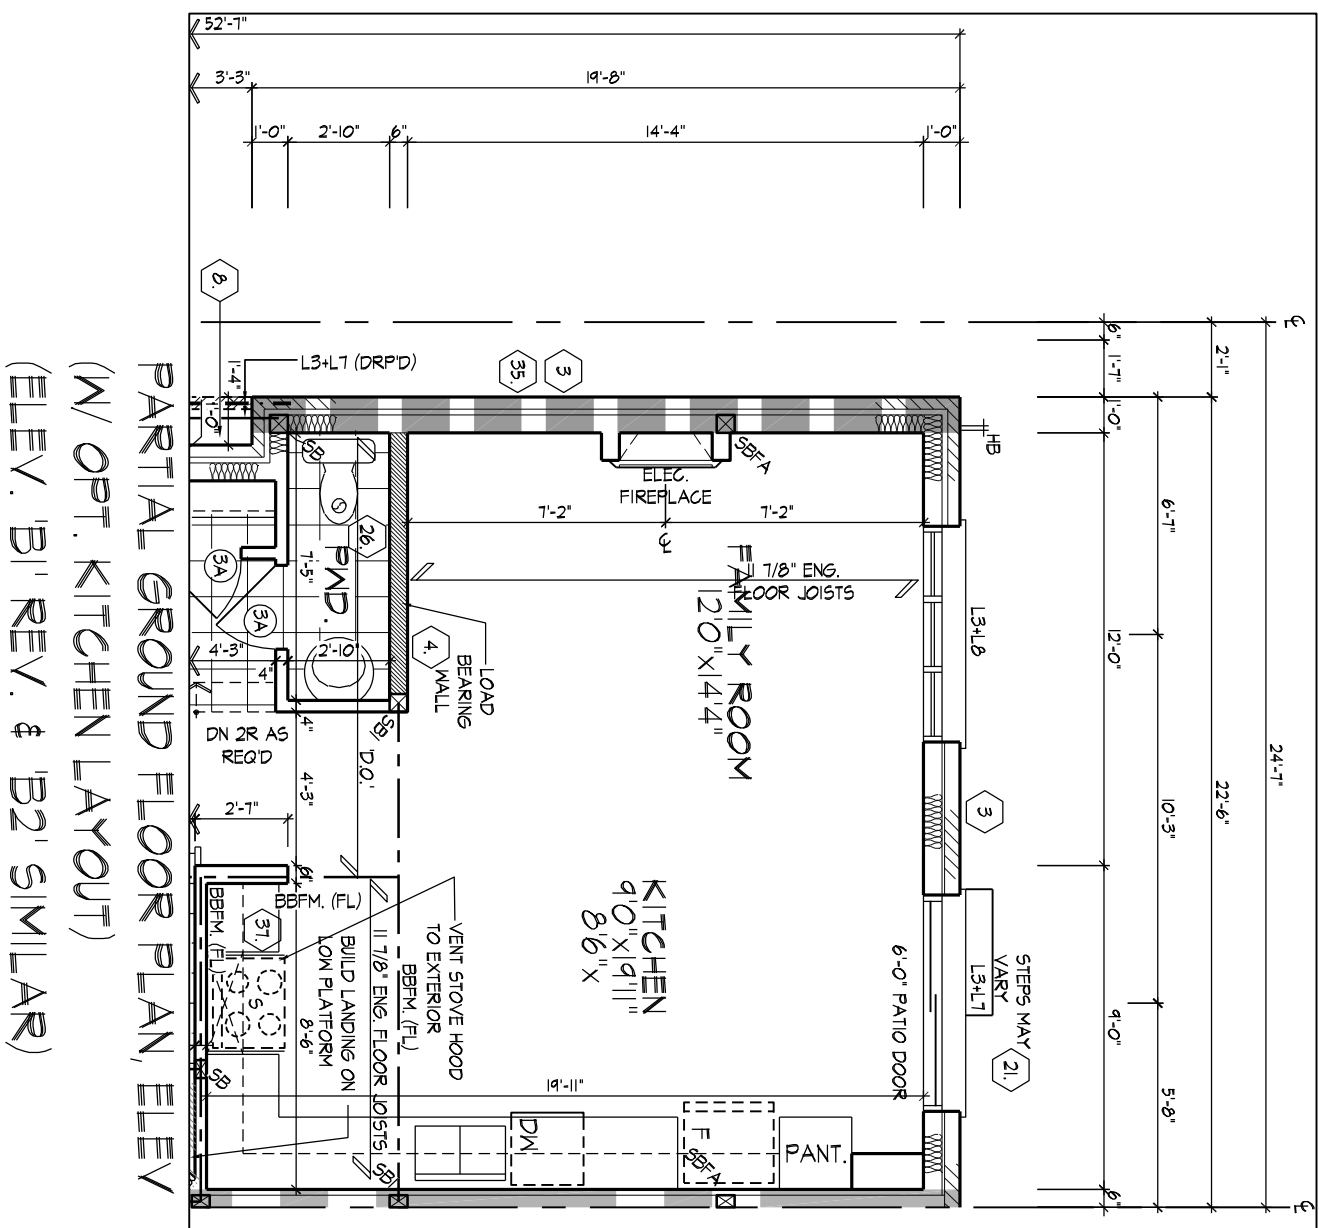 52'-7"
3'-3"
19'-8"
1'-0"
2'-10"
6"
14'-4"
1'-0"
8.
L3+L7 (DRP'D)
1'-4"
1'-0"
35.
3
6"
1'-7"
1'-0"
2'-1"
HB
SB
SBFA
ELEC.
FIREPLACE
7'-2"
7'-2"
26.
PWD.
7'-5"
3A
3A
11 7/8" ENG.
FLOOR JOISTS
FAMILY ROOM
12'0"x14'4"
L3+L8
6'-7"
12'-0"
24'-7"
22'-6"
10'-3"
4'-3"
4"
2'-10"
4.
LOAD
BEARING
WALL
SB1
DN 2R AS
REQ'D
4"
4'-3"
'D.O.'
2'-7"
3
6"
BBFM. (FL)
BBFM. (FL)
37.
VENT STOVE HOOD
TO EXTERIOR
BBFM. (FL)
11 7/8" ENG. FLOOR JOISTS
BUILD LANDING ON
LOW PLATFORM
8'-6"
S
SB
KITCHEN
9'0"x19'11"
8'6"x
6'-0" PATIO DOOR
L3+L7
STEPS MAY
VARY
21.
9'-0"
5'-8"
19'-11"
DW
F
SBFA
PANT.
SB1
6"
PARTIAL GROUND FLOOR PLAN, ELEV
(W/ OPT. KITCHEN LAYOUT)
(ELEV. 'B1' REV. & 'B2' SIMILAR)